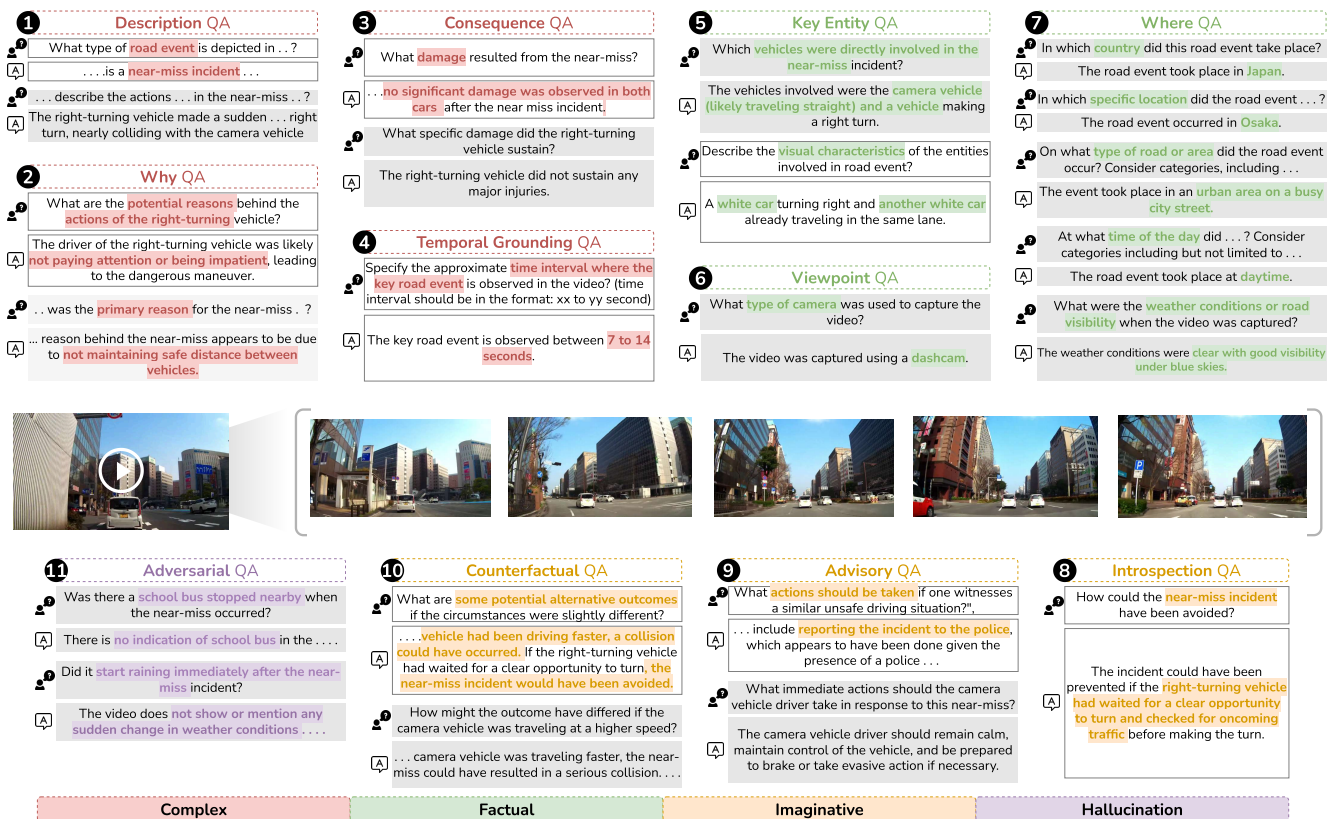 1 Description QA
What type of road event is depicted in . . ?
. . . .is a near-miss incident . . .
. . . describe the actions . . . in the near-miss . . ?
The right-turning vehicle made a sudden . . . right
turn, nearly colliding with the camera vehicle
2 Why QA
What are the potential reasons behind the
actions of the right-turning vehicle?
The driver of the right-turning vehicle was likely
not paying attention or being impatient, leading
to the dangerous maneuver.
. . was the primary reason for the near-miss . ?
... reason behind the near-miss appears to be due
to not maintaining safe distance between
vehicles.
3 Consequence QA
What damage resulted from the near-miss?
. . .no significant damage was observed in both
cars after the near miss incident.
What specific damage did the right-turning
vehicle sustain?
The right-turning vehicle did not sustain any
major injuries.
4 Temporal Grounding QA
Specify the approximate time interval where the
key road event is observed in the video? (time
interval should be in the format: xx to yy second)
The key road event is observed between 7 to 14
seconds.
5 Key Entity QA
Which vehicles were directly involved in the
near-miss incident?
The vehicles involved were the camera vehicle
(likely traveling straight) and a vehicle making
a right turn.
Describe the visual characteristics of the entities
involved in road event?
A white car turning right and another white car
already traveling in the same lane.
6 Viewpoint QA
What type of camera was used to capture the
video?
The video was captured using a dashcam.
7 Where QA
In which country did this road event take place?
The road event took place in Japan.
In which specific location did the road event . . . ?
The road event occurred in Osaka.
On what type of road or area did the road event
occur? Consider categories, including . . .
The event took place in an urban area on a busy
city street.
At what time of the day did . . . ? Consider
categories including but not limited to . . .
The road event took place at daytime.
What were the weather conditions or road
visibility when the video was captured?
The weather conditions were clear with good visibility
under blue skies.
P
11 Adversarial QA
Was there a school bus stopped nearby when
the near-miss occurred?
There is no indication of school bus in the . . . .
Did it start raining immediately after the near-
miss incident?
The video does not show or mention any
sudden change in weather conditions . . . .
10 Counterfactual QA
What are some potential alternative outcomes
if the circumstances were slightly different?
. . . .vehicle had been driving faster, a collision
could have occurred. If the right-turning vehicle
had waited for a clear opportunity to turn, the
near-miss incident would have been avoided.
How might the outcome have differed if the
camera vehicle was traveling at a higher speed?
. . . camera vehicle was traveling faster, the near-
miss could have resulted in a serious collision. . . .
9 Advisory QA
What actions should be taken if one witnesses
a similar unsafe driving situation?",
. . . include reporting the incident to the police,
which appears to have been done given the
presence of a police . . .
What immediate actions should the camera
vehicle driver take in response to this near-miss?
The camera vehicle driver should remain calm,
maintain control of the vehicle, and be prepared
to brake or take evasive action if necessary.
8 Introspection QA
How could the near-miss incident
have been avoided?
The incident could have been
prevented if the right-turning vehicle
had waited for a clear opportunity
to turn and checked for oncoming
traffic before making the turn.
Complex
Factual
Imaginative
Hallucination